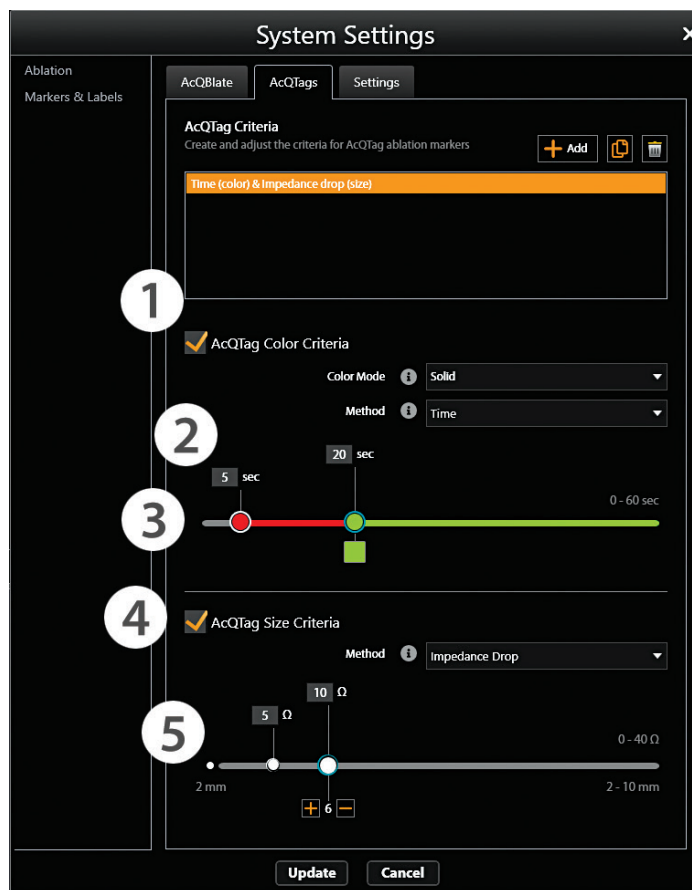 System Settings
Ablation
Markers & Labels
AcQBlate AcQTags Settings
AcQTag Criteria
Create and adjust the criteria for AcQTag ablation markers
Add
Time (color) & Impedance drop (size)
1
AcQTag Color Criteria
Color Mode i Solid
Method i Time
2
20 sec
5 sec
0 - 60 sec
3
4
AcQTag Size Criteria
Method i Impedance Drop
10 Ω
5 Ω
5
0 - 40 Ω
2 mm
2 - 10 mm
+ 6 −
Update Cancel